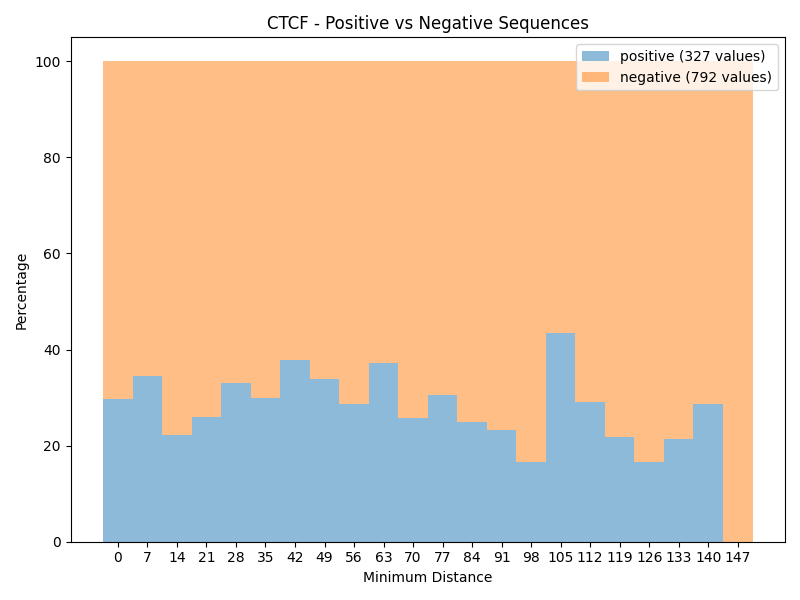 CTCF - Positive vs Negative Sequences
positive (327 values)
negative (792 values)
Percentage
100
80
60
40
20
0
0 7 14 21 28 35 42 49 56 63 70 77 84 91 98 105 112 119 126 133 140 147
Minimum Distance